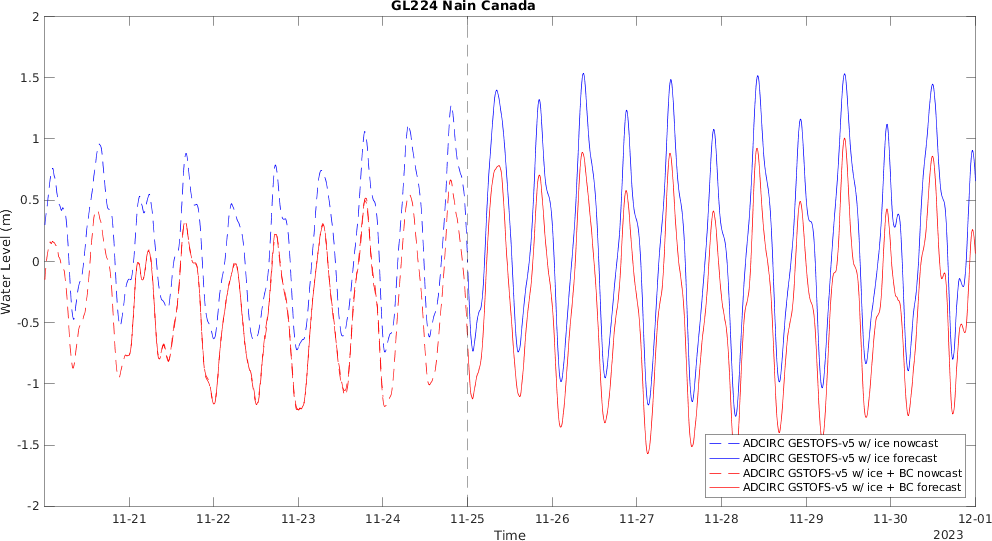 GL224 Nain Canada
2
1.5
1
0.5
0
-0.5
-1
-1.5
-2
Water Level (m)
11-21 11-22 11-23 11-24 11-25 11-26 11-27 11-28 11-29 11-30 12-01
Time
2023
ADCIRC GESTOFS-v5 w/ ice nowcast
ADCIRC GESTOFS-v5 w/ ice forecast
ADCIRC GSTOFS-v5 w/ ice + BC nowcast
ADCIRC GSTOFS-v5 w/ ice + BC forecast